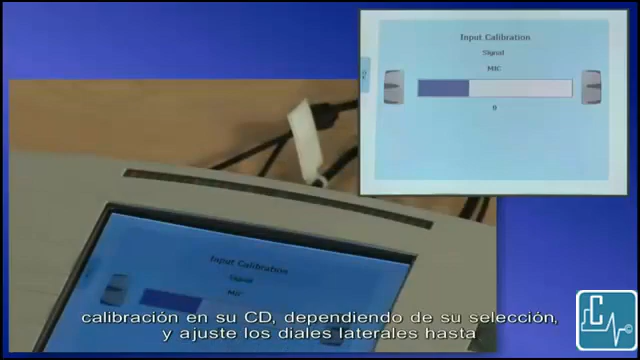 Input Calibration
Signal
MIC
0
Input Calibration
Signal
MIC
calibración en su CD, dependiendo de su selección,
y ajuste los diales laterales hasta